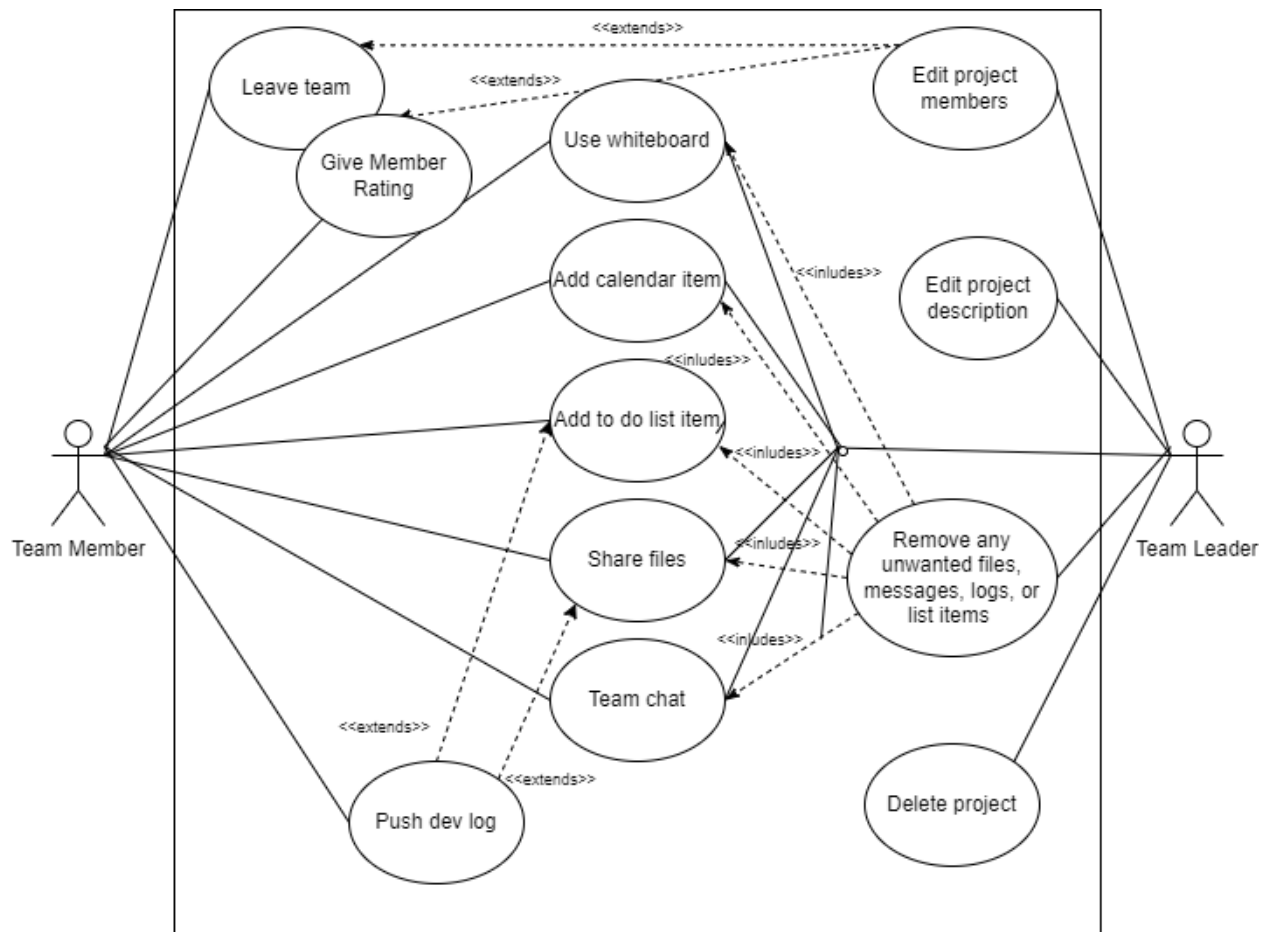 <<extends>>
Leave team
<<extends>>
Edit project
members
Use whiteboard
Give Member
Rating
<<inludes>>
Add calendar item
Edit project
description
<<inludes>>
Add to do list item
<<inludes>>
Team Member
Team Leader
Share files
<<inludes>>
Remove any
unwanted files,
messages, logs, or
list items
<<inludes>>
Team chat
<<extends>>
<<extends>>
Push dev log
Delete project